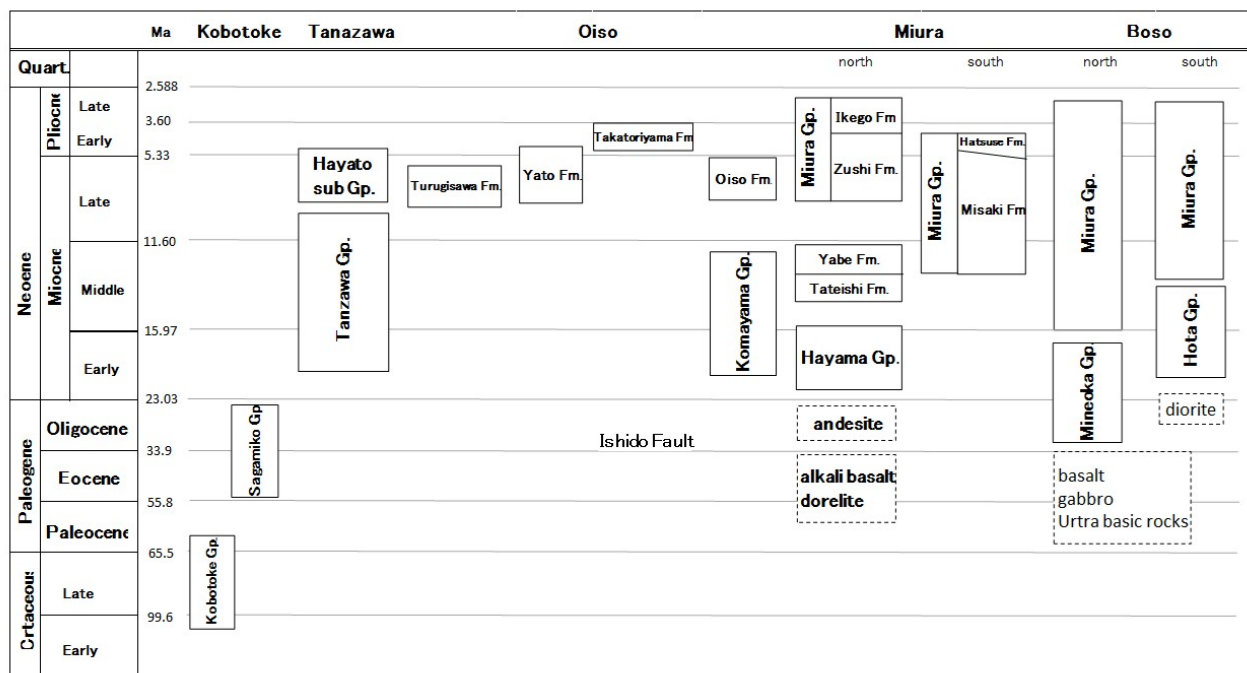 Ma Kobotoke Tanazawa Oiso Miura Boso
Quart. north south north south
2.588
Neoene
Pliocne
Late
3.60
Early
5.33
Miocne
Late
11.60
Middle
15.97
Early
23.03
Paleogene
Oligocene
33.9
Eocene
55.8
Paleocene
65.5
Crtaceous
Late
99.6
Early
Kobotoke Gp.
Sagamiko Gp
Hayato
sub Gp.
Tanzawa Gp.
Turugisawa Fm.
Yato Fm.
Takatoriyama Fm
Oiso Fm.
Komayama Gp.
Ishido Fault
Miura Gp.
Ikego Fm
Zushi Fm.
Yabe Fm.
Tateishi Fm.
Hayama Gp.
andesite
alkali basalt
dorelite
Miura Gp.
Hatsuse Fm.
Misaki Fm
Miura Gp.
Mineoka Gp.
basalt
gabbro
Urtra basic rocks
Miura Gp.
Hota Gp.
diorite